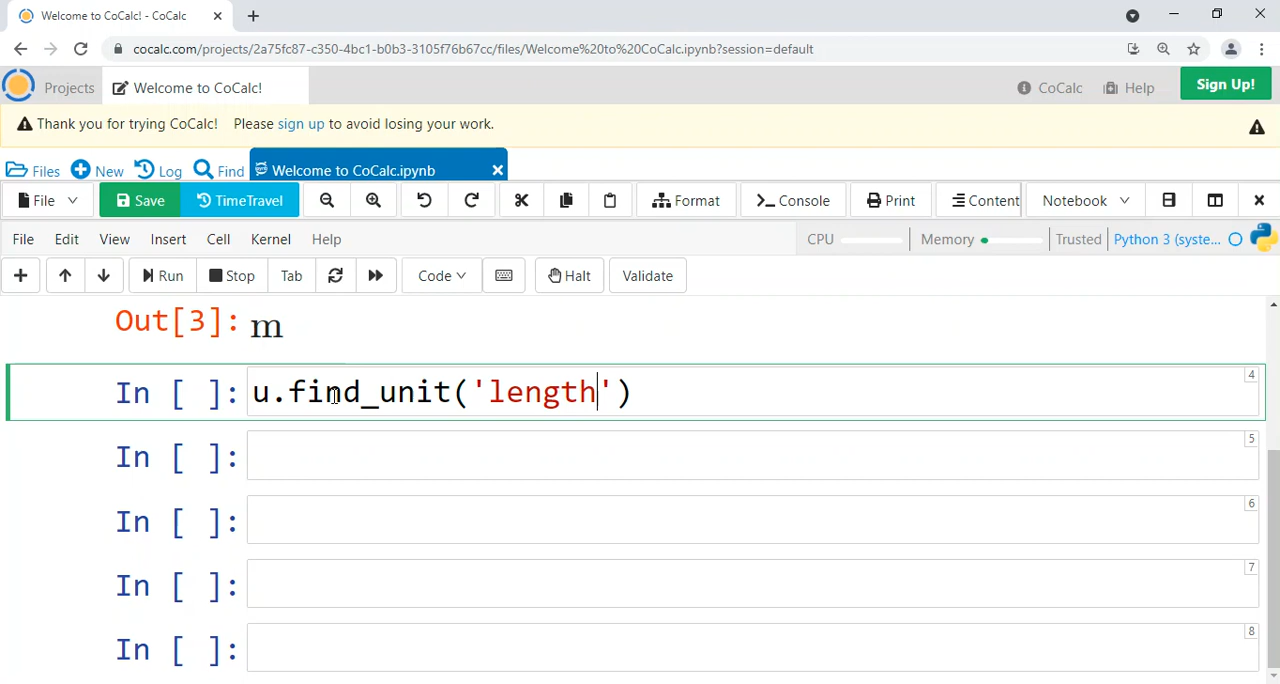 Welcome to CoCalc! - CoCalc
cocalc.com/projects/2a75fc87-c350-4bc1-b0b3-3105f76b67cc/files/Welcome%20to%20CoCalc.ipynb?session=default
Projects Welcome to CoCalc! CoCalc Help Sign Up!
Thank you for trying CoCalc! Please sign up to avoid losing your work.
Files New Log Find Welcome to CoCalc.ipynb
File Save TimeTravel Format Console Print Content Notebook
File Edit View Insert Cell Kernel Help CPU Memory Trusted Python 3 (syste...
Run Stop Tab Code Halt Validate
Out[3]: m
In [ ]: u.find_unit('length') 4
In [ ]: 5
In [ ]: 6
In [ ]: 7
In [ ]: 8